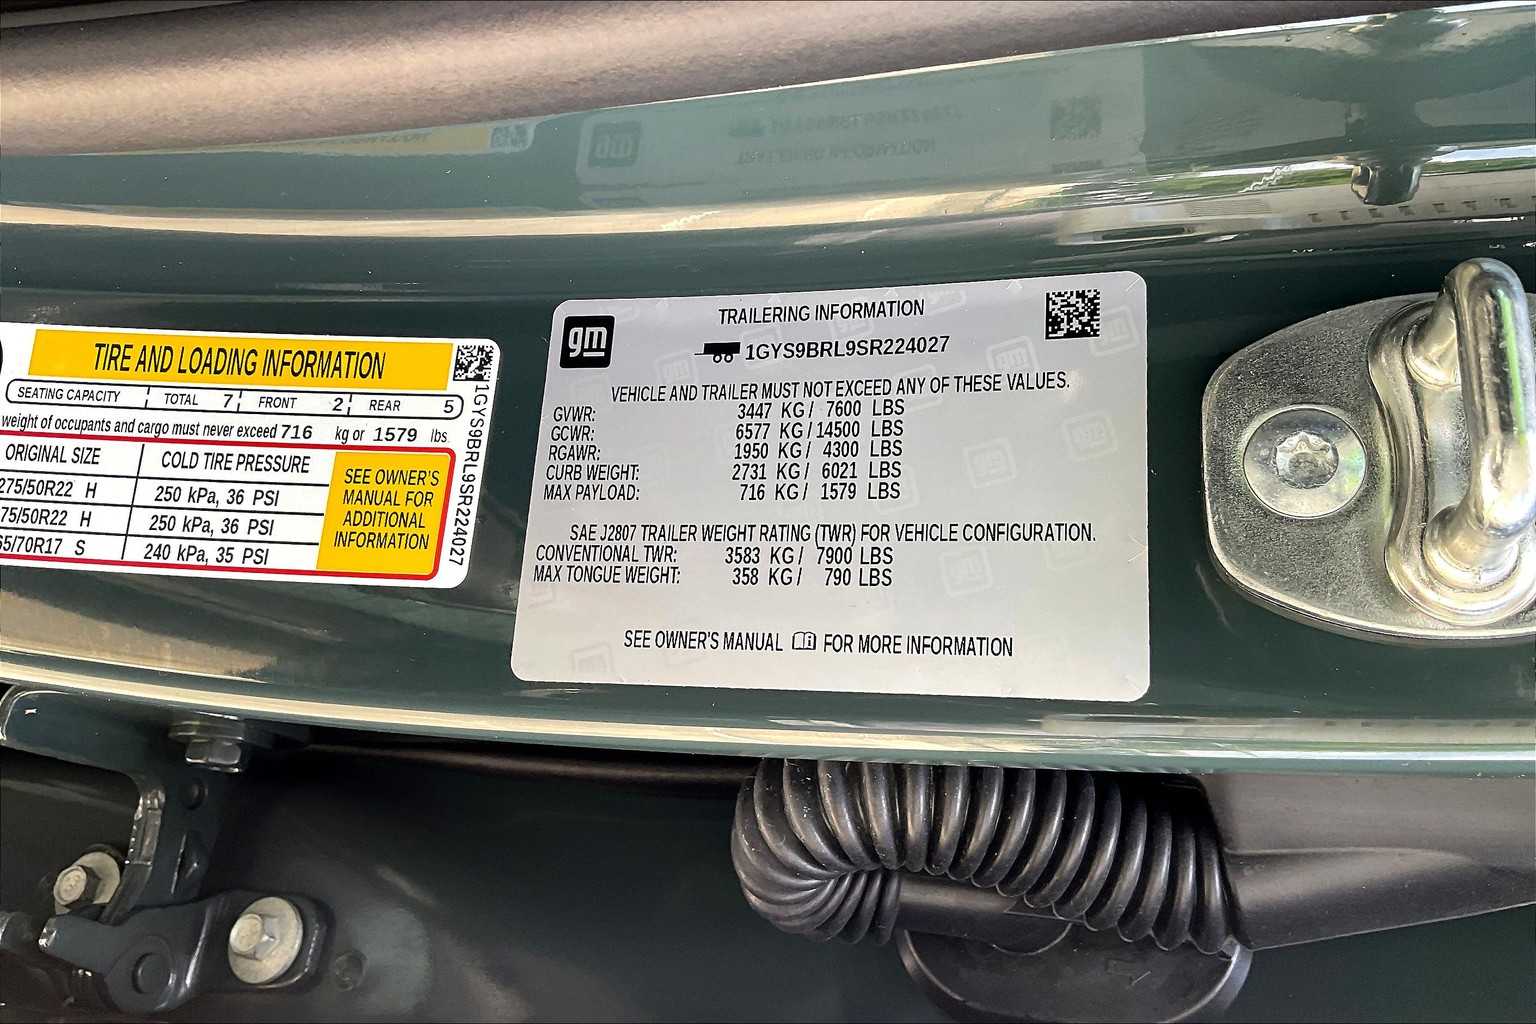 TIRE AND LOADING INFORMATION
SEATING CAPACITY TOTAL 7 FRONT 2 REAR 5
weight of occupants and cargo must never exceed 716 kg or 1579 lbs.
ORIGINAL SIZE COLD TIRE PRESSURE
275/50R22 H 250 kPa, 36 PSI
75/50R22 H 250 kPa, 36 PSI
65/70R17 S 240 kPa, 35 PSI
SEE OWNER'S
MANUAL FOR
ADDITIONAL
INFORMATION
1GYS9BRL9SR224027
gm
TRAILERING INFORMATION
1GYS9BRL9SR224027
VEHICLE AND TRAILER MUST NOT EXCEED ANY OF THESE VALUES.
GVWR: 3447 KG / 7600 LBS
GCWR: 6577 KG / 14500 LBS
RGAWR: 1950 KG / 4300 LBS
CURB WEIGHT: 2731 KG / 6021 LBS
MAX PAYLOAD: 716 KG / 1579 LBS
SAE J2807 TRAILER WEIGHT RATING (TWR) FOR VEHICLE CONFIGURATION.
CONVENTIONAL TWR: 3583 KG / 7900 LBS
MAX TONGUE WEIGHT: 358 KG / 790 LBS
SEE OWNER'S MANUAL FOR MORE INFORMATION